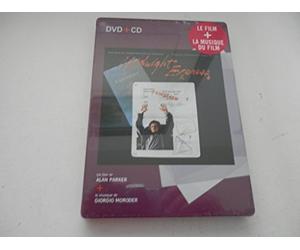 DVD+CD
LE FILM
+
LA MUSIQUE
DU FILM
Midnight
Express
un film de
ALAN PARKER
+
la musique de
GIORGIO MORODER